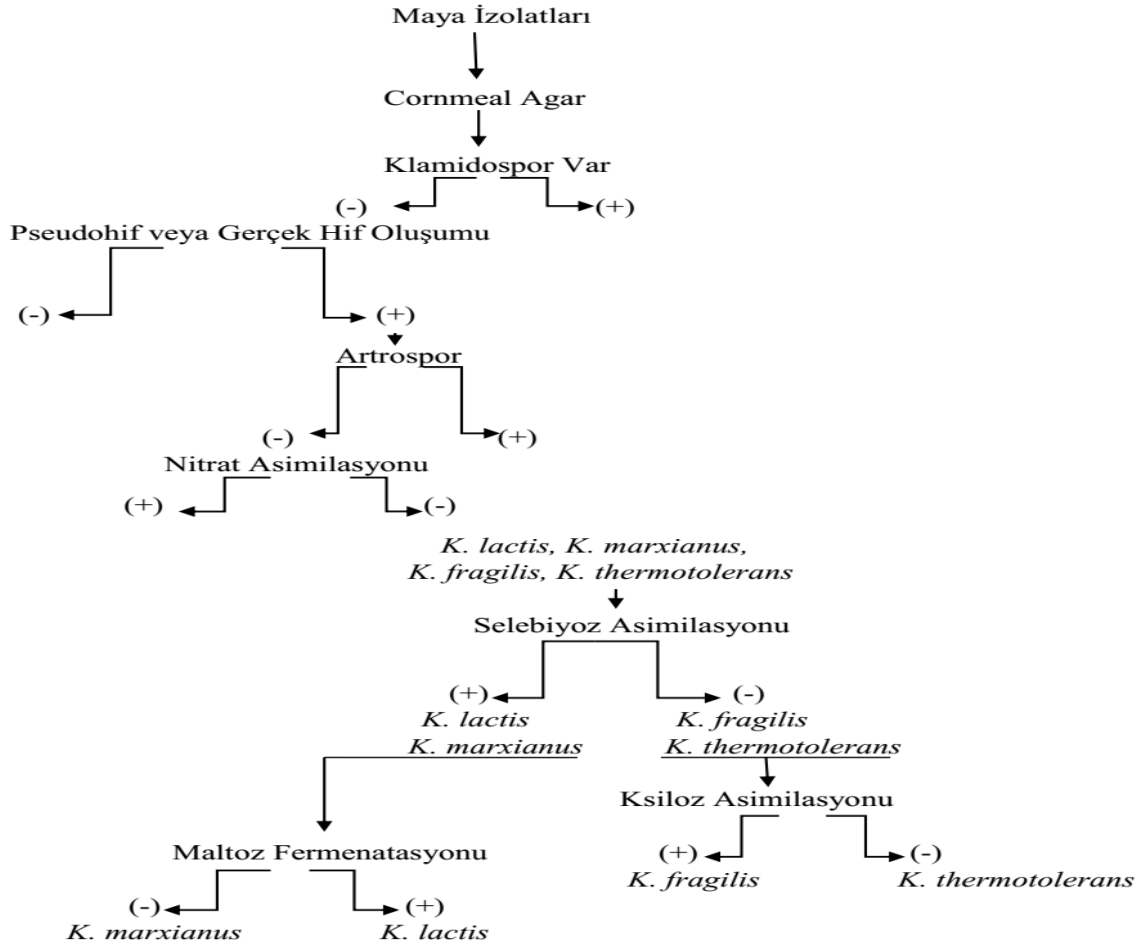 Maya İzolatları
Cornmeal Agar
Klamidospor Var
(-) (+)
Pseudohif veya Gerçek Hif Oluşumu
(-) (+)
Artrospor
(-) (+)
Nitrat Asimilasyonu
(+) (-)
K. lactis, K. marxianus,
K. fragilis, K. thermotolerans
Selebiyoz Asimilasyonu
(+) (-)
K. lactis K. fragilis
K. marxianus K. thermotolerans
Ksiloz Asimilasyonu
(+) (-)
K. fragilis K. thermotolerans
Maltoz Fermenatasyonu
(-) (+)
K. marxianus K. lactis